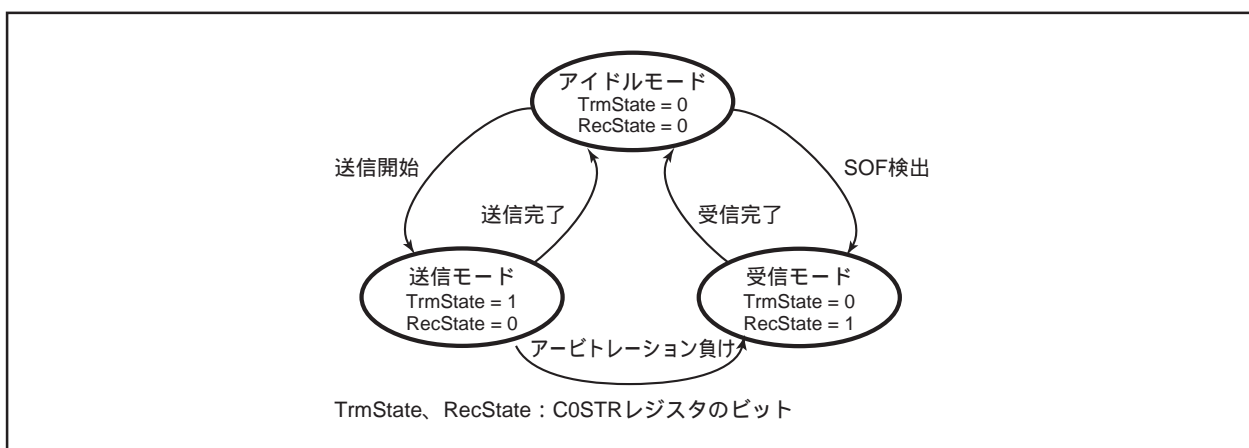 アイドルモード
TrmState = 0
RecState = 0
送信開始
SOF検出
送信完了
受信完了
送信モード
TrmState = 1
RecState = 0
受信モード
TrmState = 0
RecState = 1
アービトレーション負け
TrmState、RecState：C0STRレジスタのビット